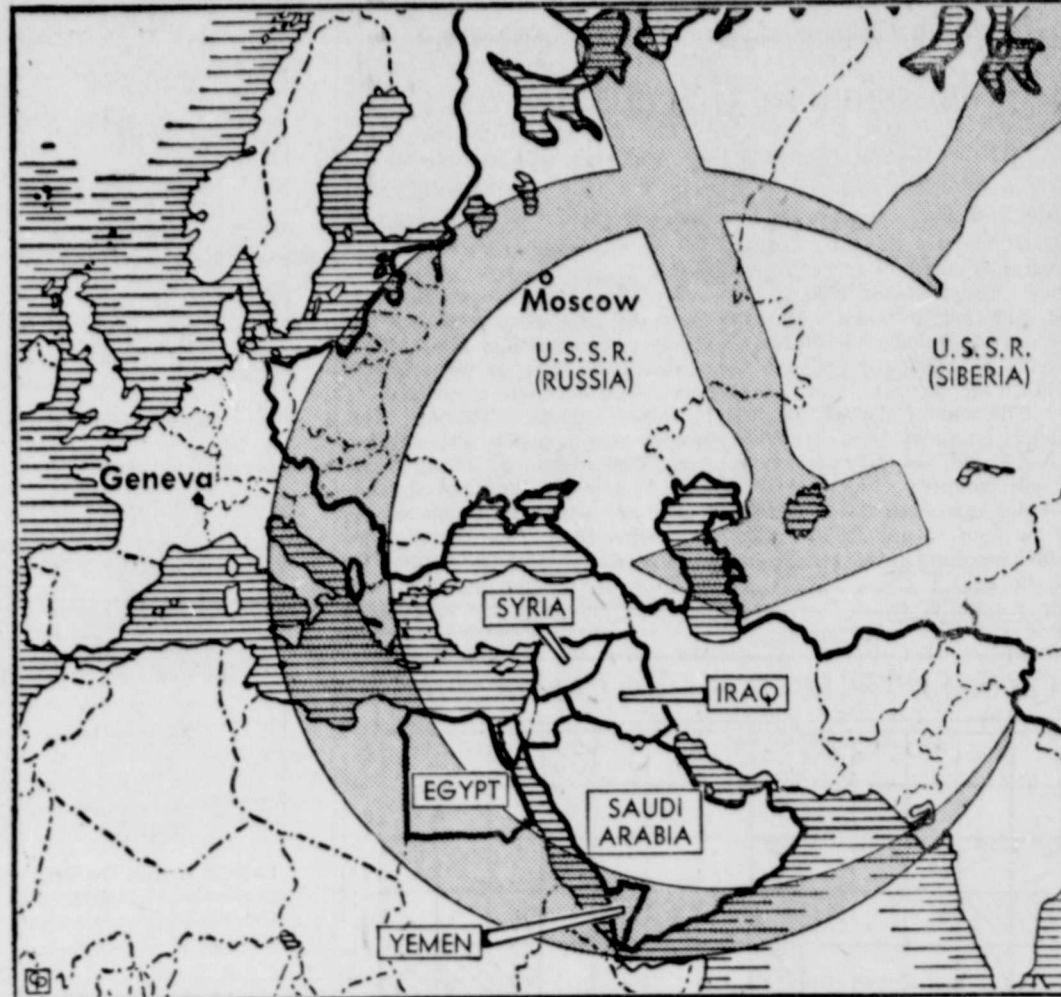 Moscow
U.S.S.R.
(RUSSIA)
U.S.S.R.
(SIBERIA)
Geneva
SYRIA
IRAQ
EGYPT
SAUDI
ARABIA
YEMEN